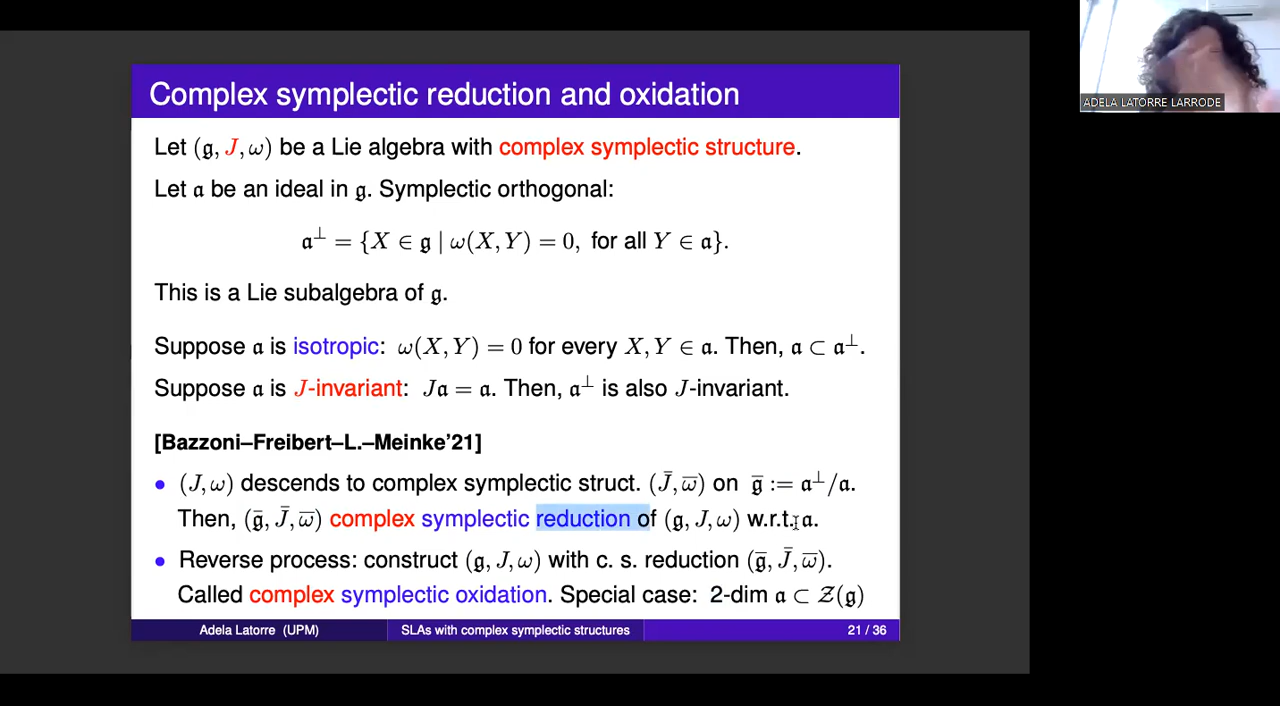 ADELA LATORRE LARRODE
Complex symplectic reduction and oxidation
Let (𝔤, J, ω) be a Lie algebra with complex symplectic structure.
Let 𝔞 be an ideal in 𝔤. Symplectic orthogonal:
𝔞⊥ = {X ∈ 𝔤 | ω(X, Y) = 0, for all Y ∈ 𝔞}.
This is a Lie subalgebra of 𝔤.
Suppose 𝔞 is isotropic: ω(X, Y) = 0 for every X, Y ∈ 𝔞. Then, 𝔞 ⊂ 𝔞⊥.
Suppose 𝔞 is J-invariant: J𝔞 = 𝔞. Then, 𝔞⊥ is also J-invariant.
[Bazzoni–Freibert–L.–Meinke'21]
• (J, ω) descends to complex symplectic struct. (J̄, ω̄) on 𝔤̄ := 𝔞⊥/𝔞.
Then, (𝔤̄, J̄, ω̄) complex symplectic reduction of (𝔤, J, ω) w.r.t. 𝔞.
• Reverse process: construct (𝔤, J, ω) with c. s. reduction (𝔤̄, J̄, ω̄).
Called complex symplectic oxidation. Special case: 2-dim 𝔞 ⊂ 𝒵(𝔤)
Adela Latorre (UPM) SLAs with complex symplectic structures 21 / 36